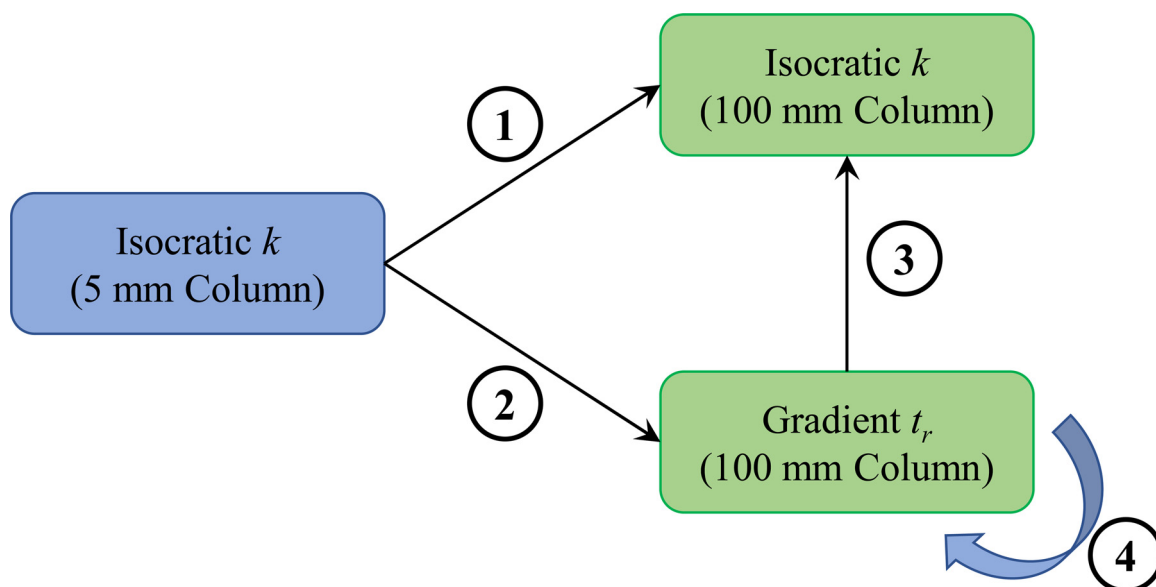 Isocratic k
(100 mm Column)
1
Isocratic k
(5 mm Column)
3
2
Gradient tr
(100 mm Column)
4